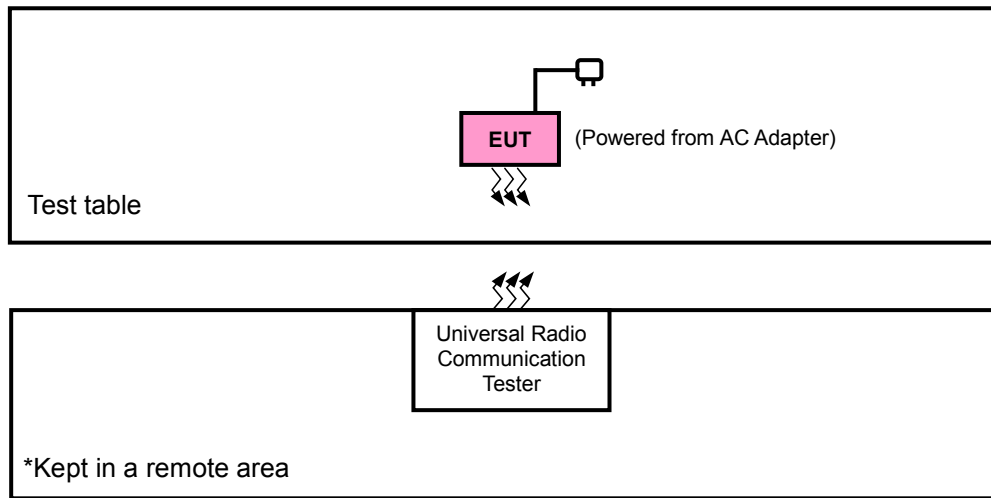 EUT
(Powered from AC Adapter)
Test table
Universal Radio
Communication
Tester
*Kept in a remote area